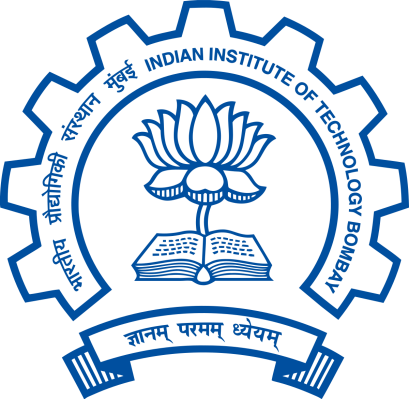 भारतीय प्रौद्योगिकी संस्थान मुंबई
INDIAN INSTITUTE OF TECHNOLOGY BOMBAY
ज्ञानम् परमम् ध्येयम्